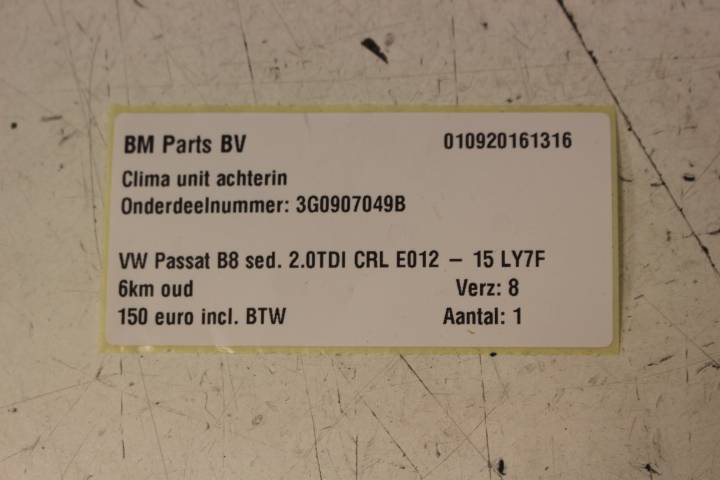 BM Parts BV 010920161316
Clima unit achterin
Onderdeelnummer: 3G0907049B
VW Passat B8 sed. 2.0TDI CRL E012 – 15 LY7F
6km oud Verz: 8
150 euro incl. BTW Aantal: 1